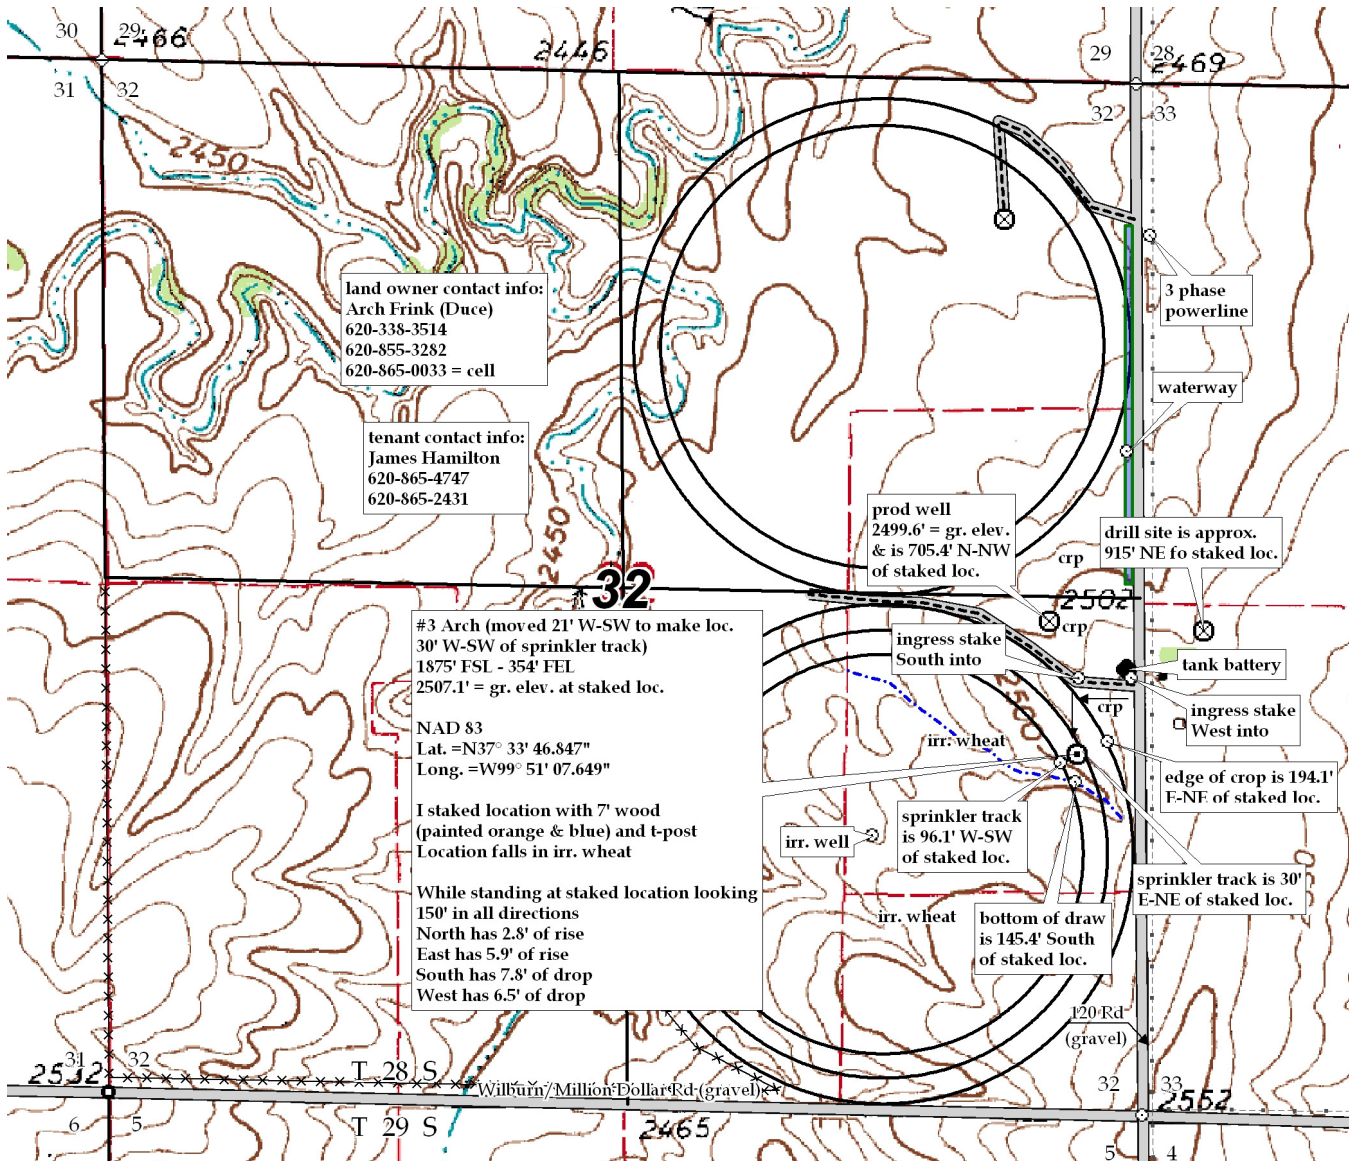 30
29
2466
2446
29
28
2469
31
32
32
33
2450
land owner contact info:
Arch Frink (Duce)
620-338-3514
620-855-3282
620-865-0033 = cell
3 phase
powerline
waterway
tenant contact info:
James Hamilton
620-865-4747
620-865-2431
2450
prod well
2499.6' = gr. elev.
& is 705.4' N-NW
of staked loc.
drill site is approx.
915' NE fo staked loc.
crp
32
2502
crp
#3 Arch (moved 21' W-SW to make loc.
30' W-SW of sprinkler track)
1875' FSL - 354' FEL
2507.1' = gr. elev. at staked loc.
NAD 83
Lat. =N37° 33' 46.847"
Long. =W99° 51' 07.649"
I staked location with 7' wood
(painted orange & blue) and t-post
Location falls in irr. wheat
While standing at staked location looking
150' in all directions
North has 2.8' of rise
East has 5.9' of rise
South has 7.8' of drop
West has 6.5' of drop
ingress stake
South into
tank battery
2500
crp
ingress stake
West into
irr. wheat
edge of crop is 194.1'
E-NE of staked loc.
sprinkler track
is 96.1' W-SW
of staked loc.
irr. well
sprinkler track is 30'
E-NE of staked loc.
irr. wheat
bottom of draw
is 145.4' South
of staked loc.
120 Rd
(gravel)
31
32
2532
T 28 S
Wilburn/Million Dollar Rd (gravel)
32
33
2552
6
5
T 29 S
2465
5
4